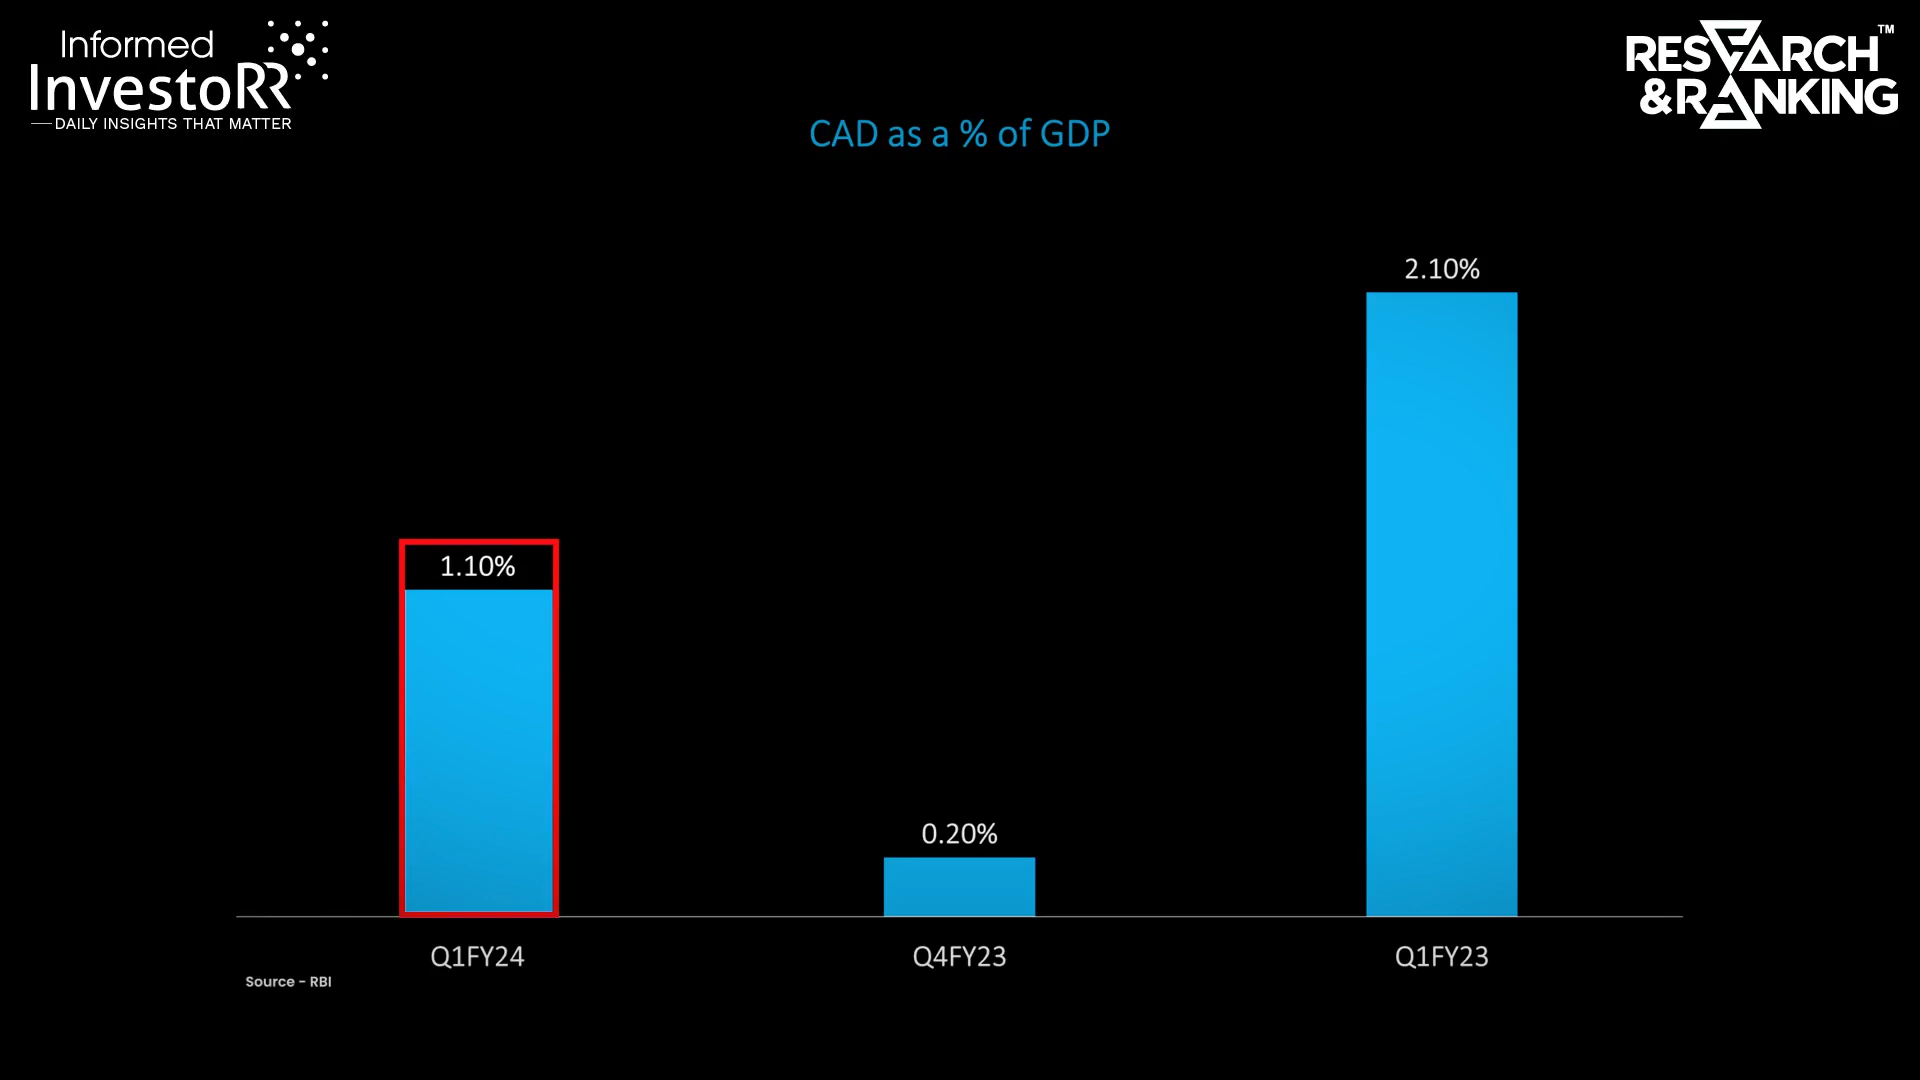 Informed
InvestoRR
DAILY INSIGHTS THAT MATTER
RESEARCH™
&RANKING
CAD as a % of GDP
2.10%
1.10%
0.20%
Q1FY24
Q4FY23
Q1FY23
Source - RBI